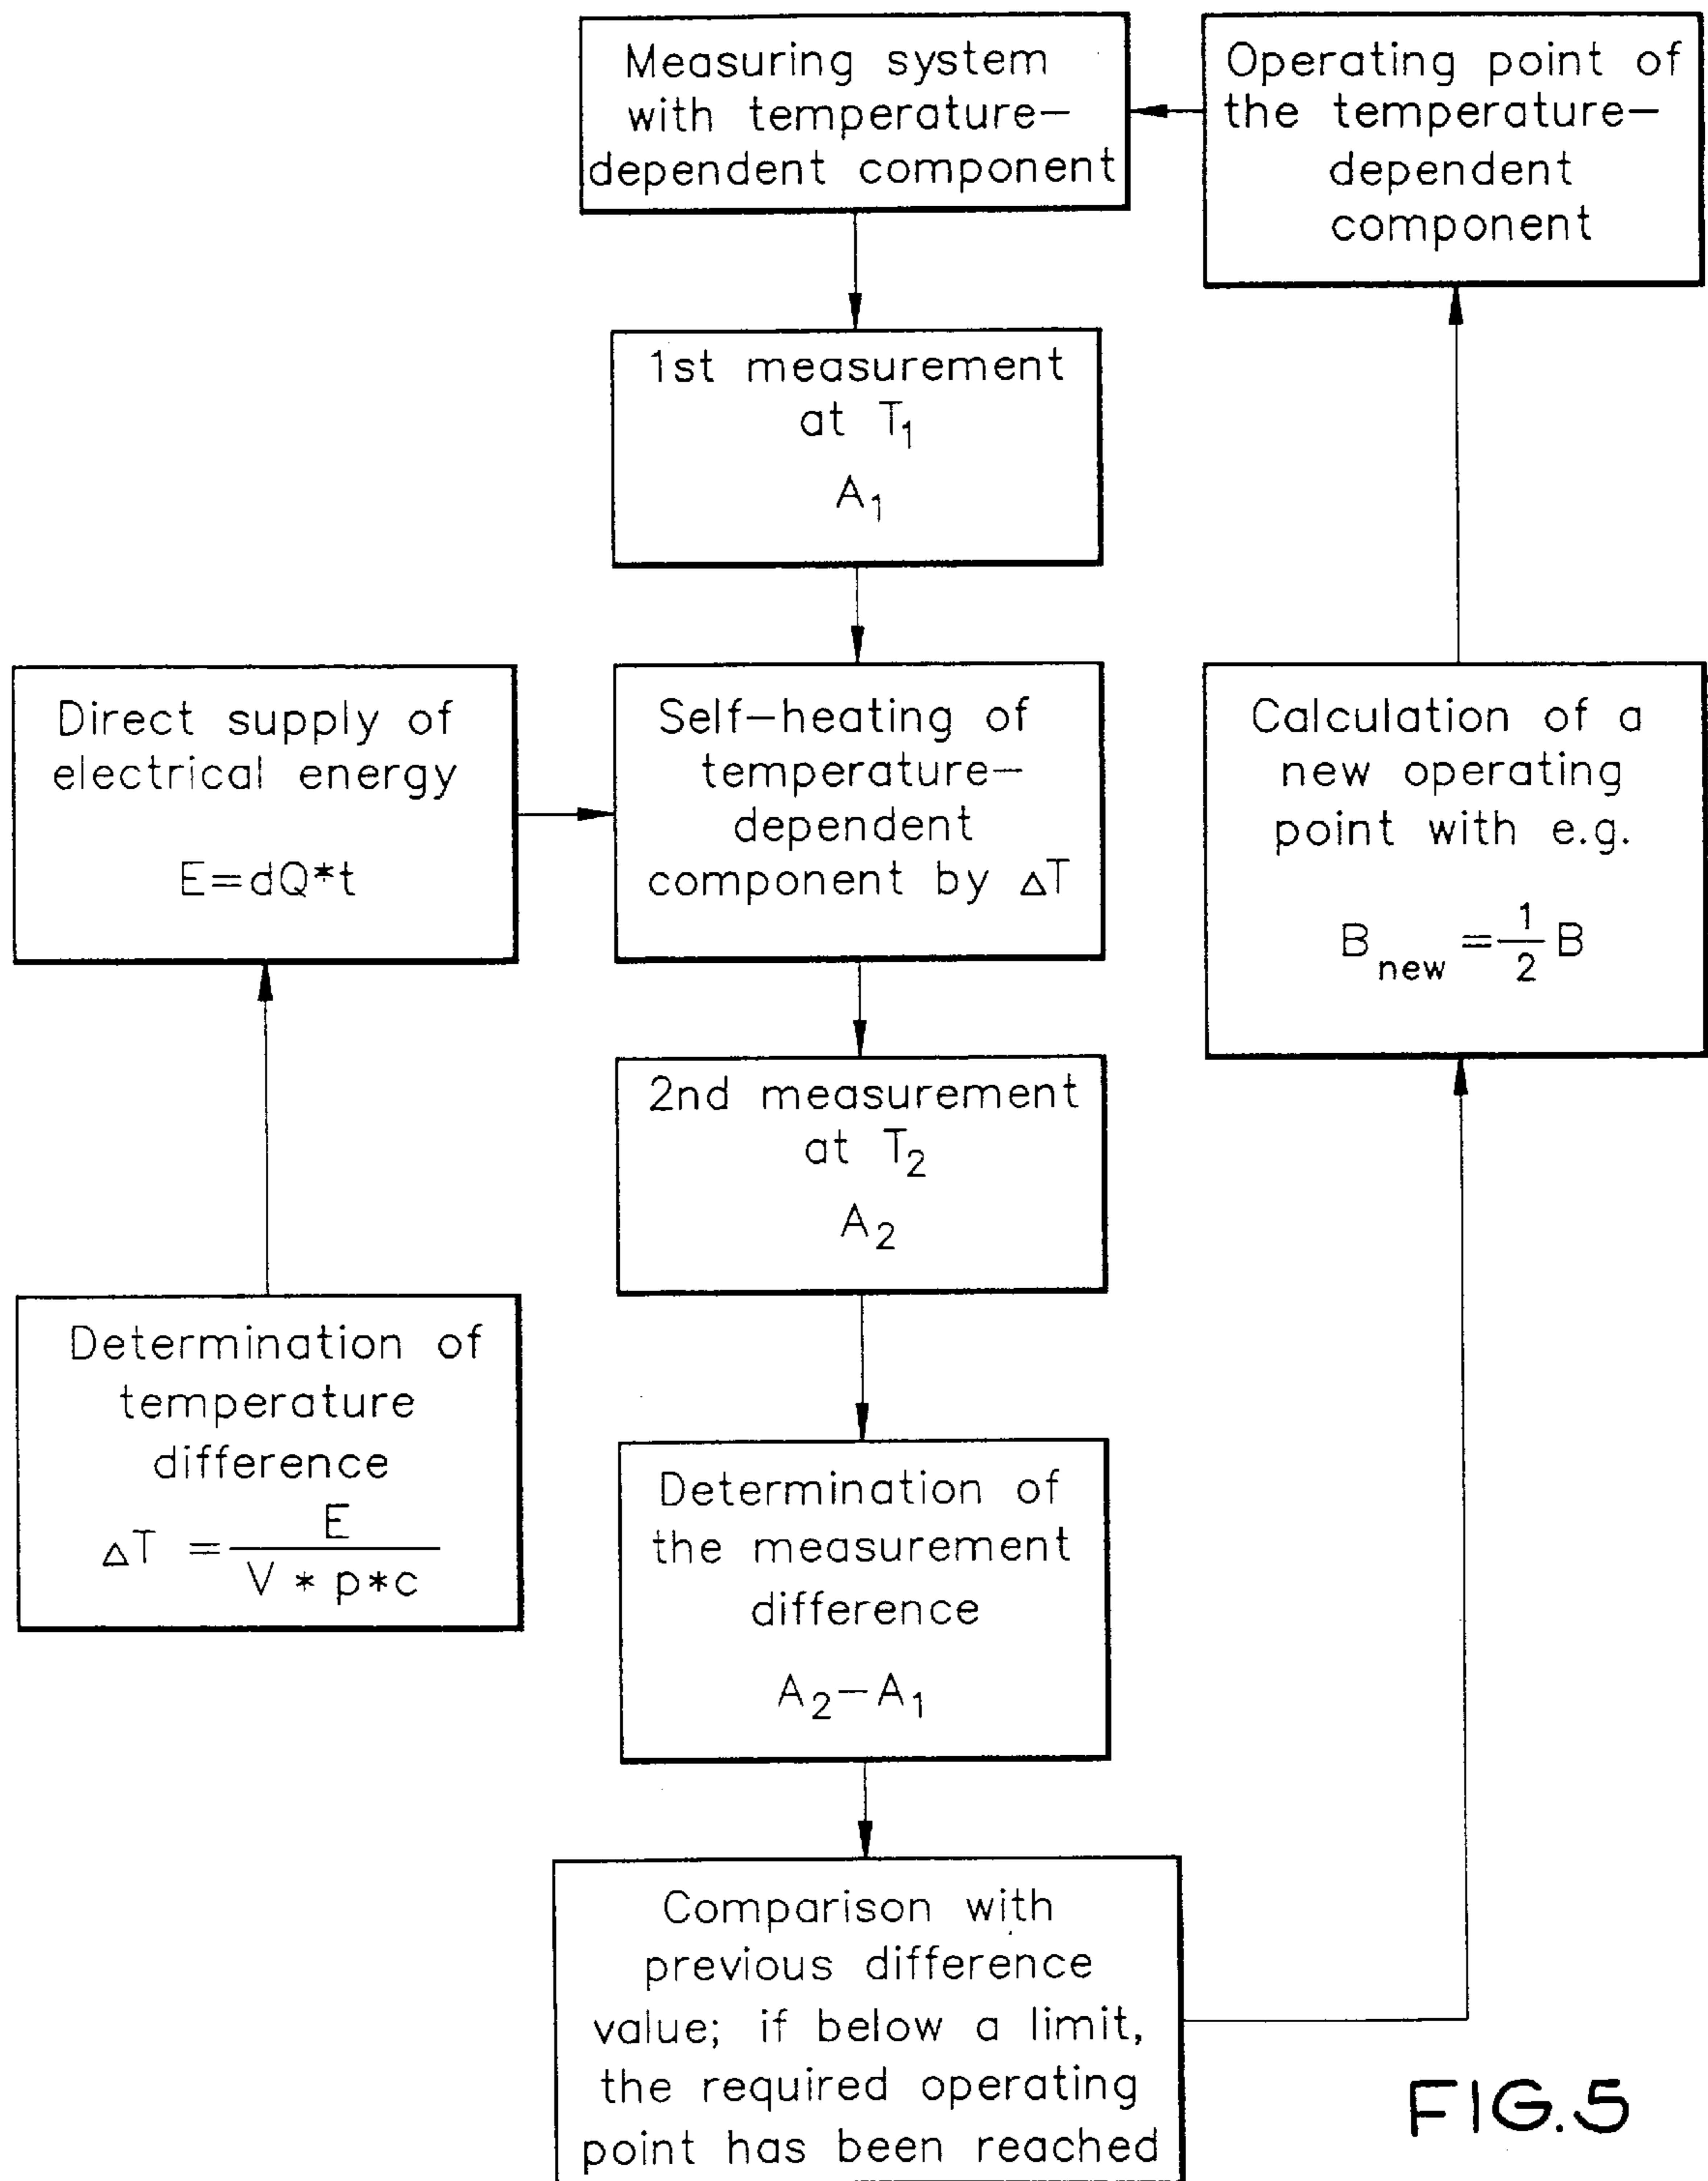 Measuring system
with temperature—
dependent component
Operating point of
the temperature—
dependent
component
1st measurement
at T₁
A₁
Direct supply of
electrical energy
E=dQ*t
Self—heating of
temperature—
dependent
component by △T
Calculation of a
new operating
point with e.g.
B_new = 1/2 B
2nd measurement
at T₂
A₂
Determination of
temperature
difference
△T = E / V * p*c
Determination of
the measurement
difference
A₂—A₁
Comparison with
previous difference
value; if below a limit,
the required operating
point has been reached
FIG.5